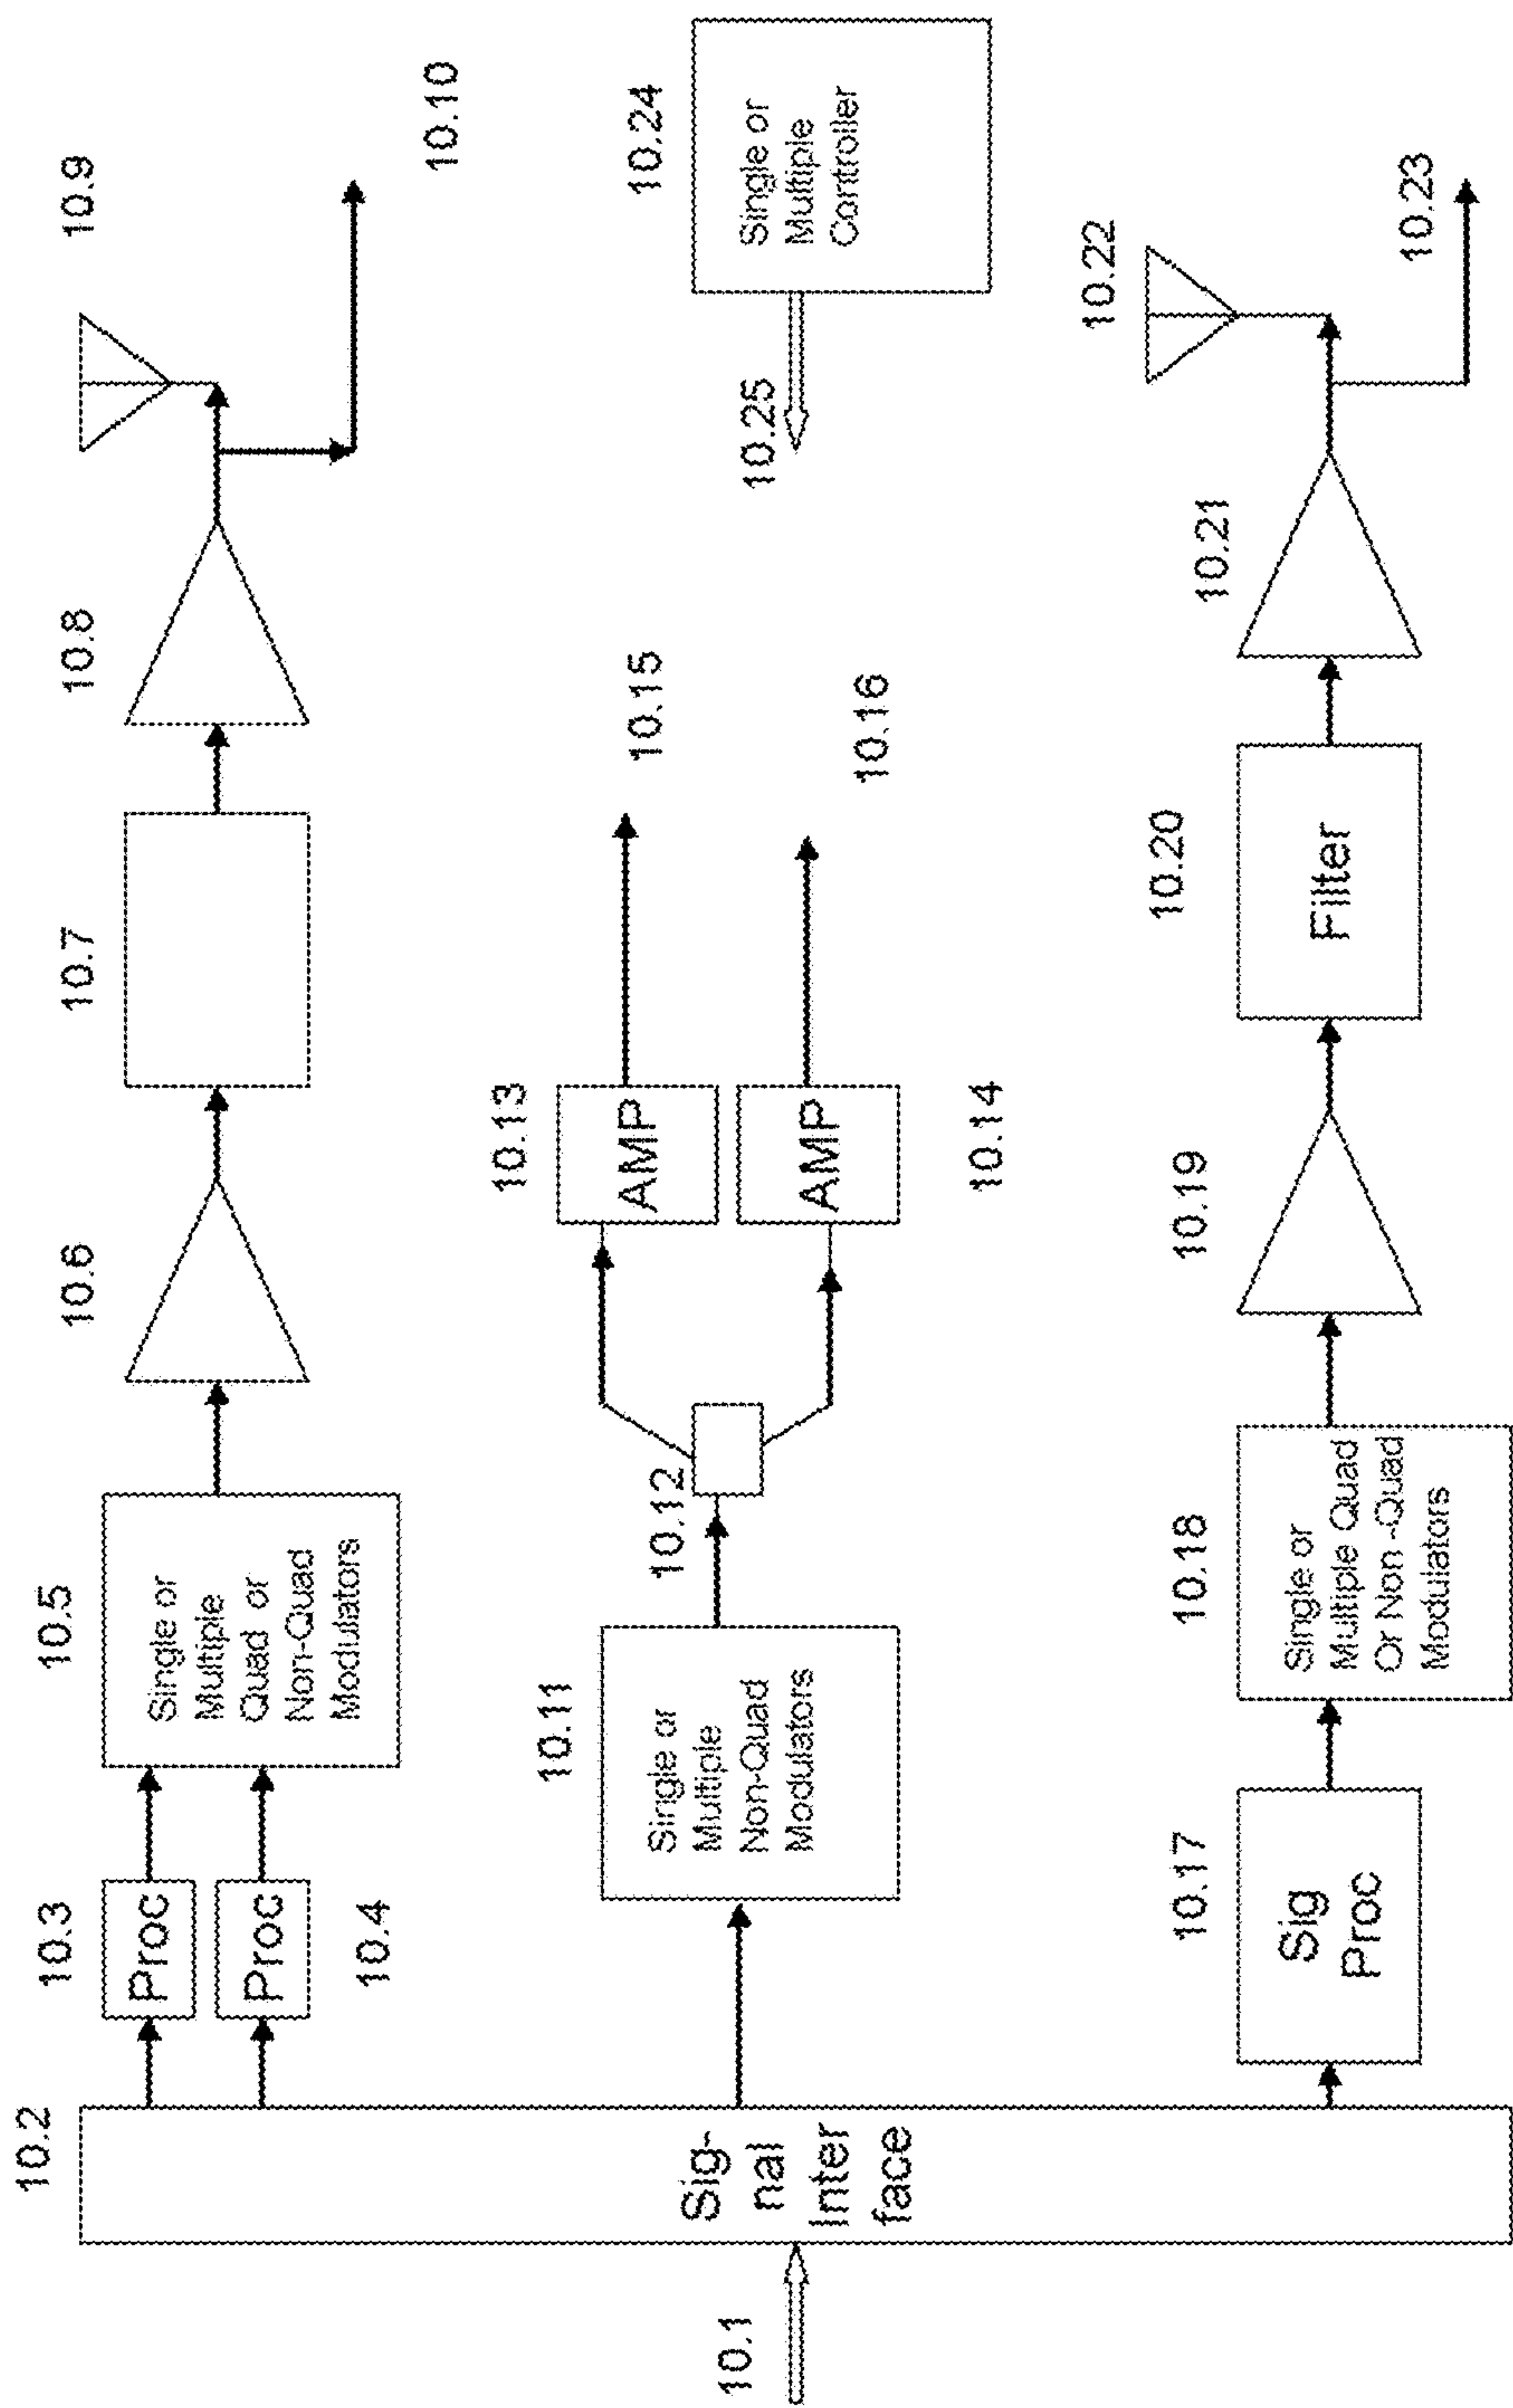 10.1
10.2
Sig-
nal
Inter
face
10.3
Proc
Proc
10.4
10.5
Single or
Multiple
Quad or
Non-Quad
Modulators
10.6
10.7
10.8
10.9
10.10
10.11
Single or
Multiple
Non-Quad
Modulators
10.12
10.13
AMP
AMP
10.14
10.15
10.16
10.17
Sig
Proc
10.18
Single or
Multiple Quad
Or Non -Quad
Modulators
10.19
10.20
Filter
10.21
10.22
10.23
10.24
Single or
Multiple
Controller
10.25